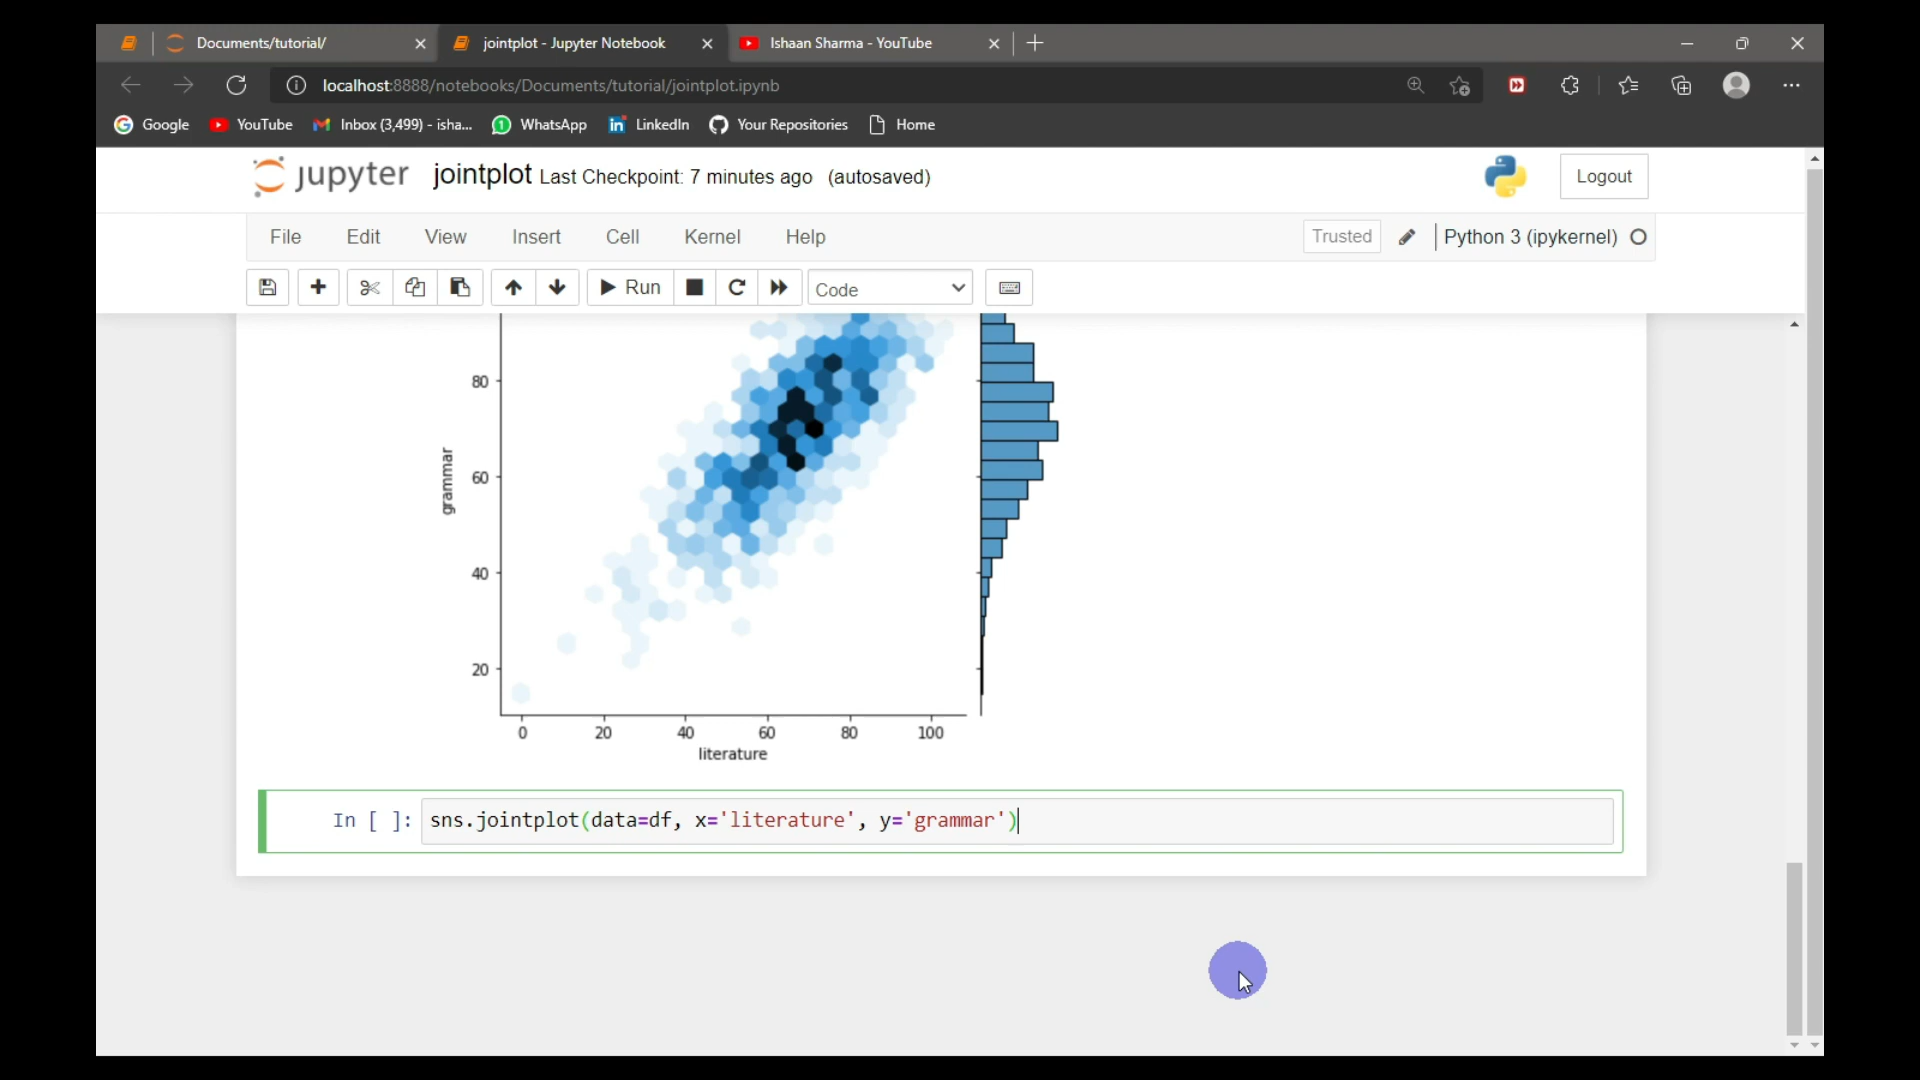 Documents/tutorial/ jointplot - Jupyter Notebook Ishaan Sharma - YouTube
localhost:8888/notebooks/Documents/tutorial/jointplot.ipynb
Google YouTube Inbox (3,499) - isha... 1 WhatsApp LinkedIn Your Repositories Home
jupyter jointplot Last Checkpoint: 7 minutes ago (autosaved) Logout
File Edit View Insert Cell Kernel Help Trusted Python 3 (ipykernel)
Run Code
80
60
40
20
grammar
0 20 40 60 80 100
literature
In [ ]: sns.jointplot(data=df, x='literature', y='grammar')